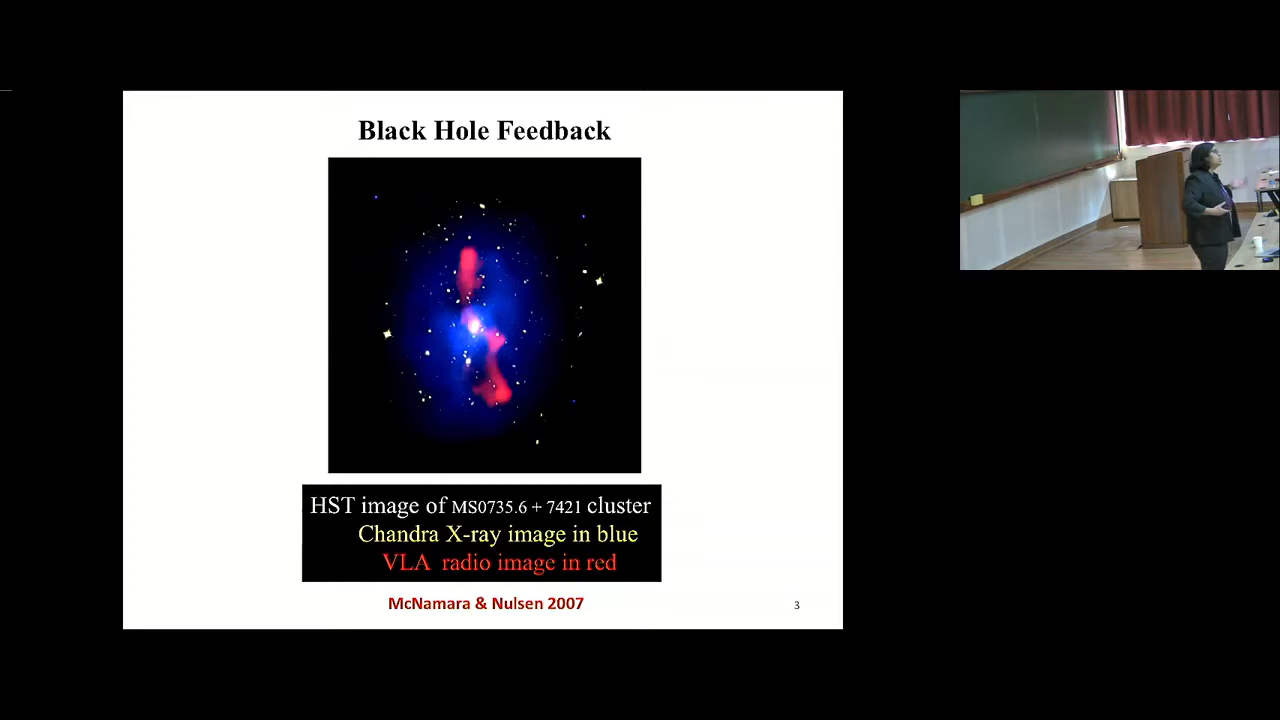 Black Hole Feedback
HST image of MS0735.6 + 7421 cluster
Chandra X-ray image in blue
VLA radio image in red
McNamara & Nulsen 2007
3